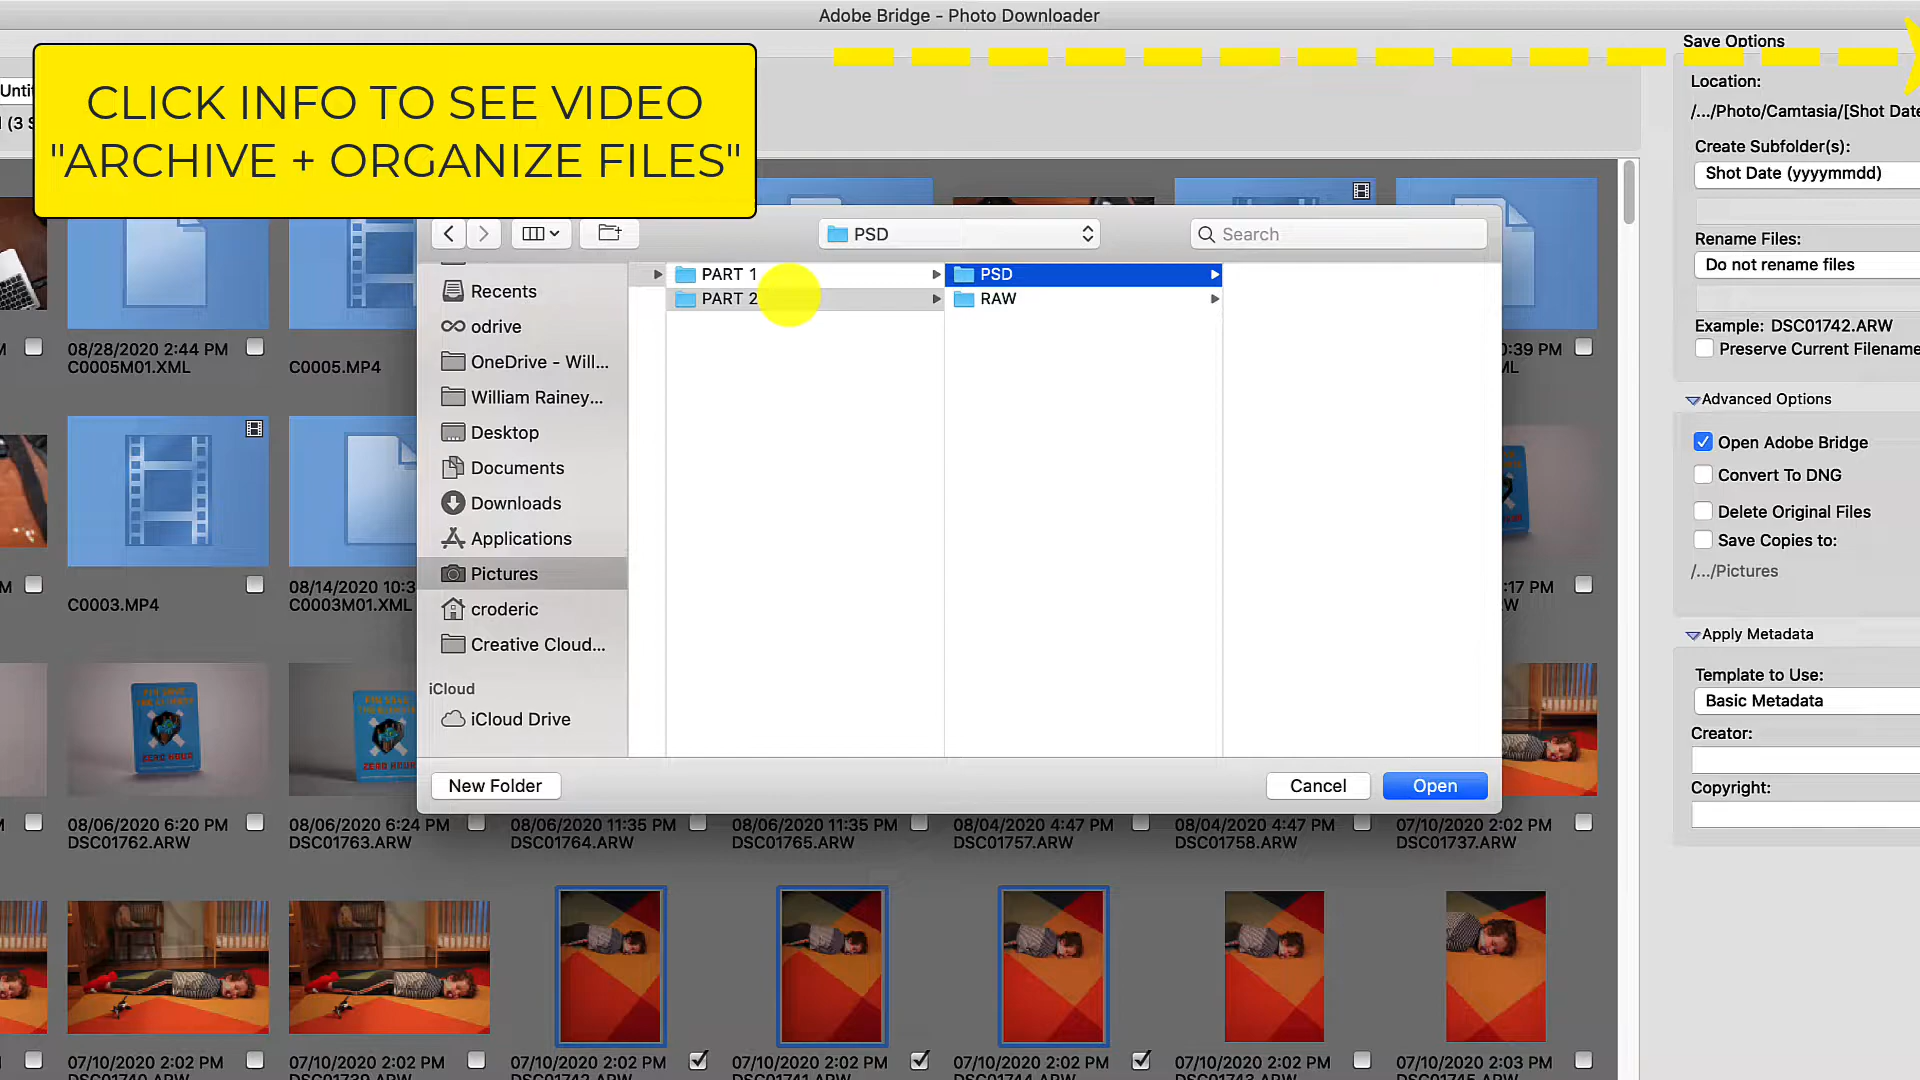 Adobe Bridge - Photo Downloader
CLICK INFO TO SEE VIDEO
"ARCHIVE + ORGANIZE FILES"
PSD
Search
Recents
odrive
OneDrive - Will...
William Rainey...
Desktop
Documents
Downloads
Applications
Pictures
croderic
Creative Cloud...
iCloud
iCloud Drive
PART 1
PART 2
PSD
RAW
New Folder
Cancel
Open
08/28/2020 2:44 PM
C0005M01.XML
C0005.MP4
C0003.MP4
08/14/2020 10:3
C0003M01.XML
08/06/2020 6:20 PM
DSC01762.ARW
08/06/2020 6:24 PM
DSC01763.ARW
08/06/2020 11:35 PM
DSC01764.ARW
08/06/2020 11:35 PM
DSC01765.ARW
08/04/2020 4:47 PM
DSC01757.ARW
08/04/2020 4:47 PM
DSC01758.ARW
07/10/2020 2:02 PM
DSC01737.ARW
07/10/2020 2:02 PM
07/10/2020 2:02 PM
07/10/2020 2:02 PM
07/10/2020 2:02 PM
07/10/2020 2:02 PM
07/10/2020 2:02 PM
07/10/2020 2:03 PM
Save Options
Location:
/.../Photo/Camtasia/[Shot Date
Create Subfolder(s):
Shot Date (yyyymmdd)
Rename Files:
Do not rename files
Example: DSC01742.ARW
Preserve Current Filename
Advanced Options
Open Adobe Bridge
Convert To DNG
Delete Original Files
Save Copies to:
/.../Pictures
Apply Metadata
Template to Use:
Basic Metadata
Creator:
Copyright: